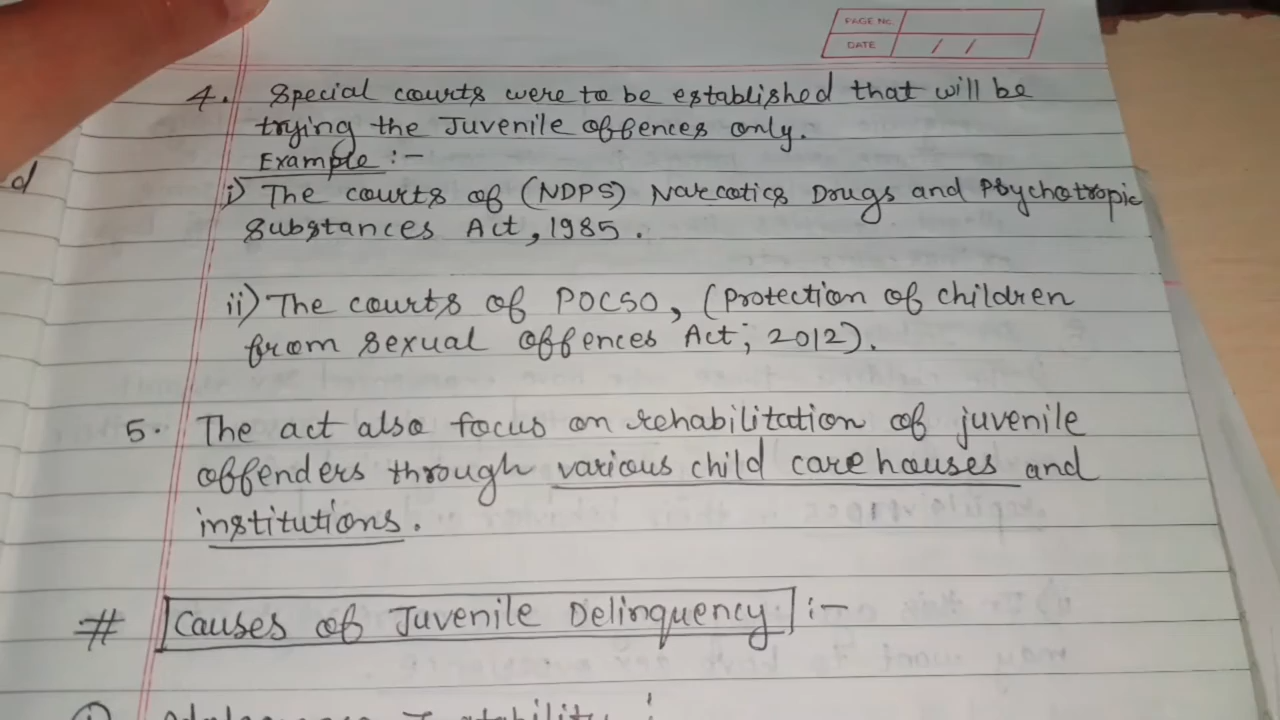 PAGE No.
DATE / /
4. Special courts were to be established that will be
trying the Juvenile offences only.
Example :-
i) The courts of (NDPS) Narcotics Drugs and Psychotropic
Substances Act, 1985.
ii) The courts of POCSO, (Protection of children
from sexual offences Act, 2012).
d
5. The act also focus on rehabilitation of juvenile
offenders through various child care houses and
institutions.
# Causes of Juvenile Delinquency :-